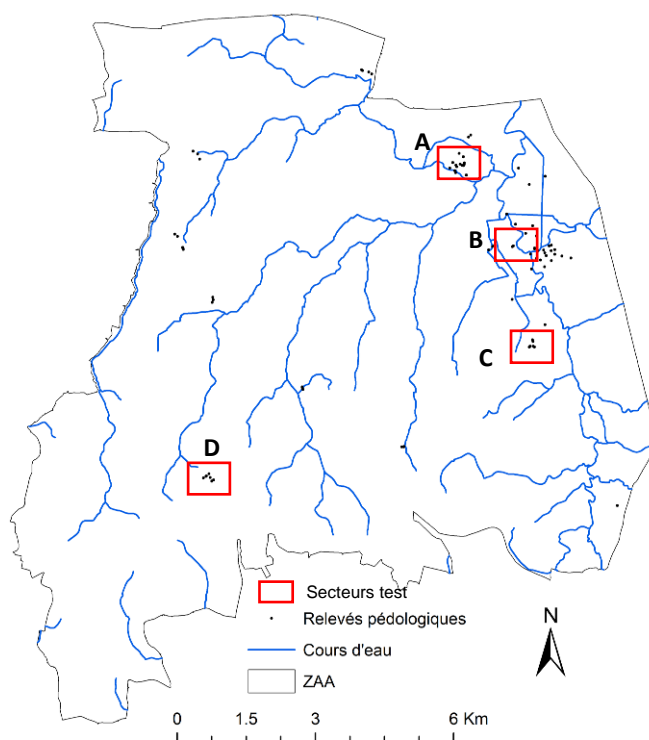 A
B
C
D
Secteurs test
Relevés pédologiques
Cours d'eau
ZAA
N
0 1.5 3 6 Km